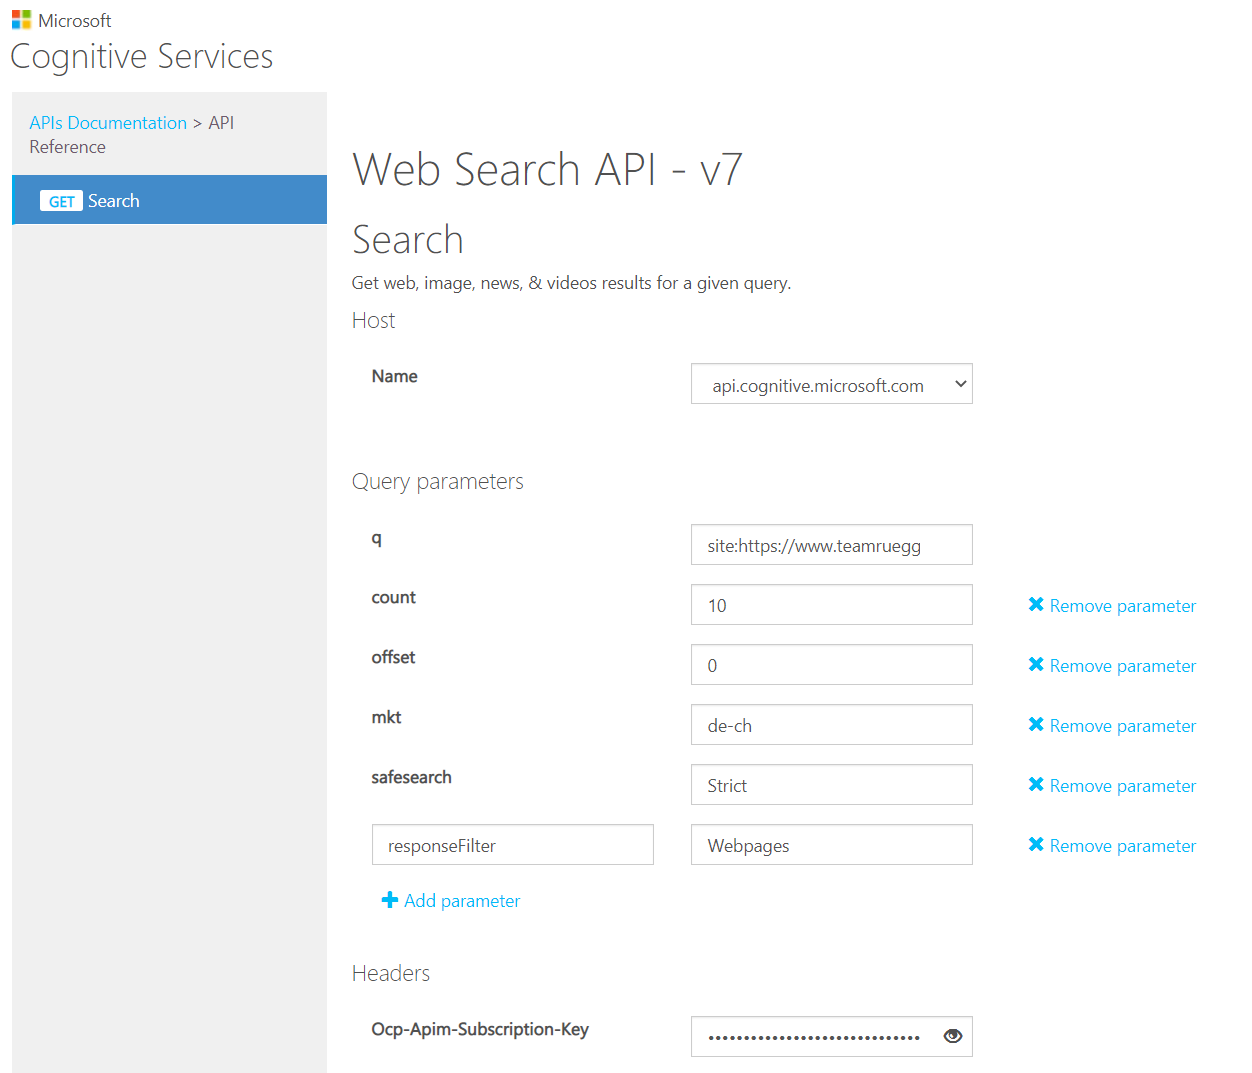 Microsoft
Cognitive Services
APIs Documentation > API
Reference
GET Search
Web Search API - v7
Search
Get web, image, news, & videos results for a given query.
Host
Name api.cognitive.microsoft.com
Query parameters
q site:https://www.teamruegg
count 10 Remove parameter
offset 0 Remove parameter
mkt de-ch Remove parameter
safesearch Strict Remove parameter
responseFilter Webpages Remove parameter
Add parameter
Headers
Ocp-Apim-Subscription-Key